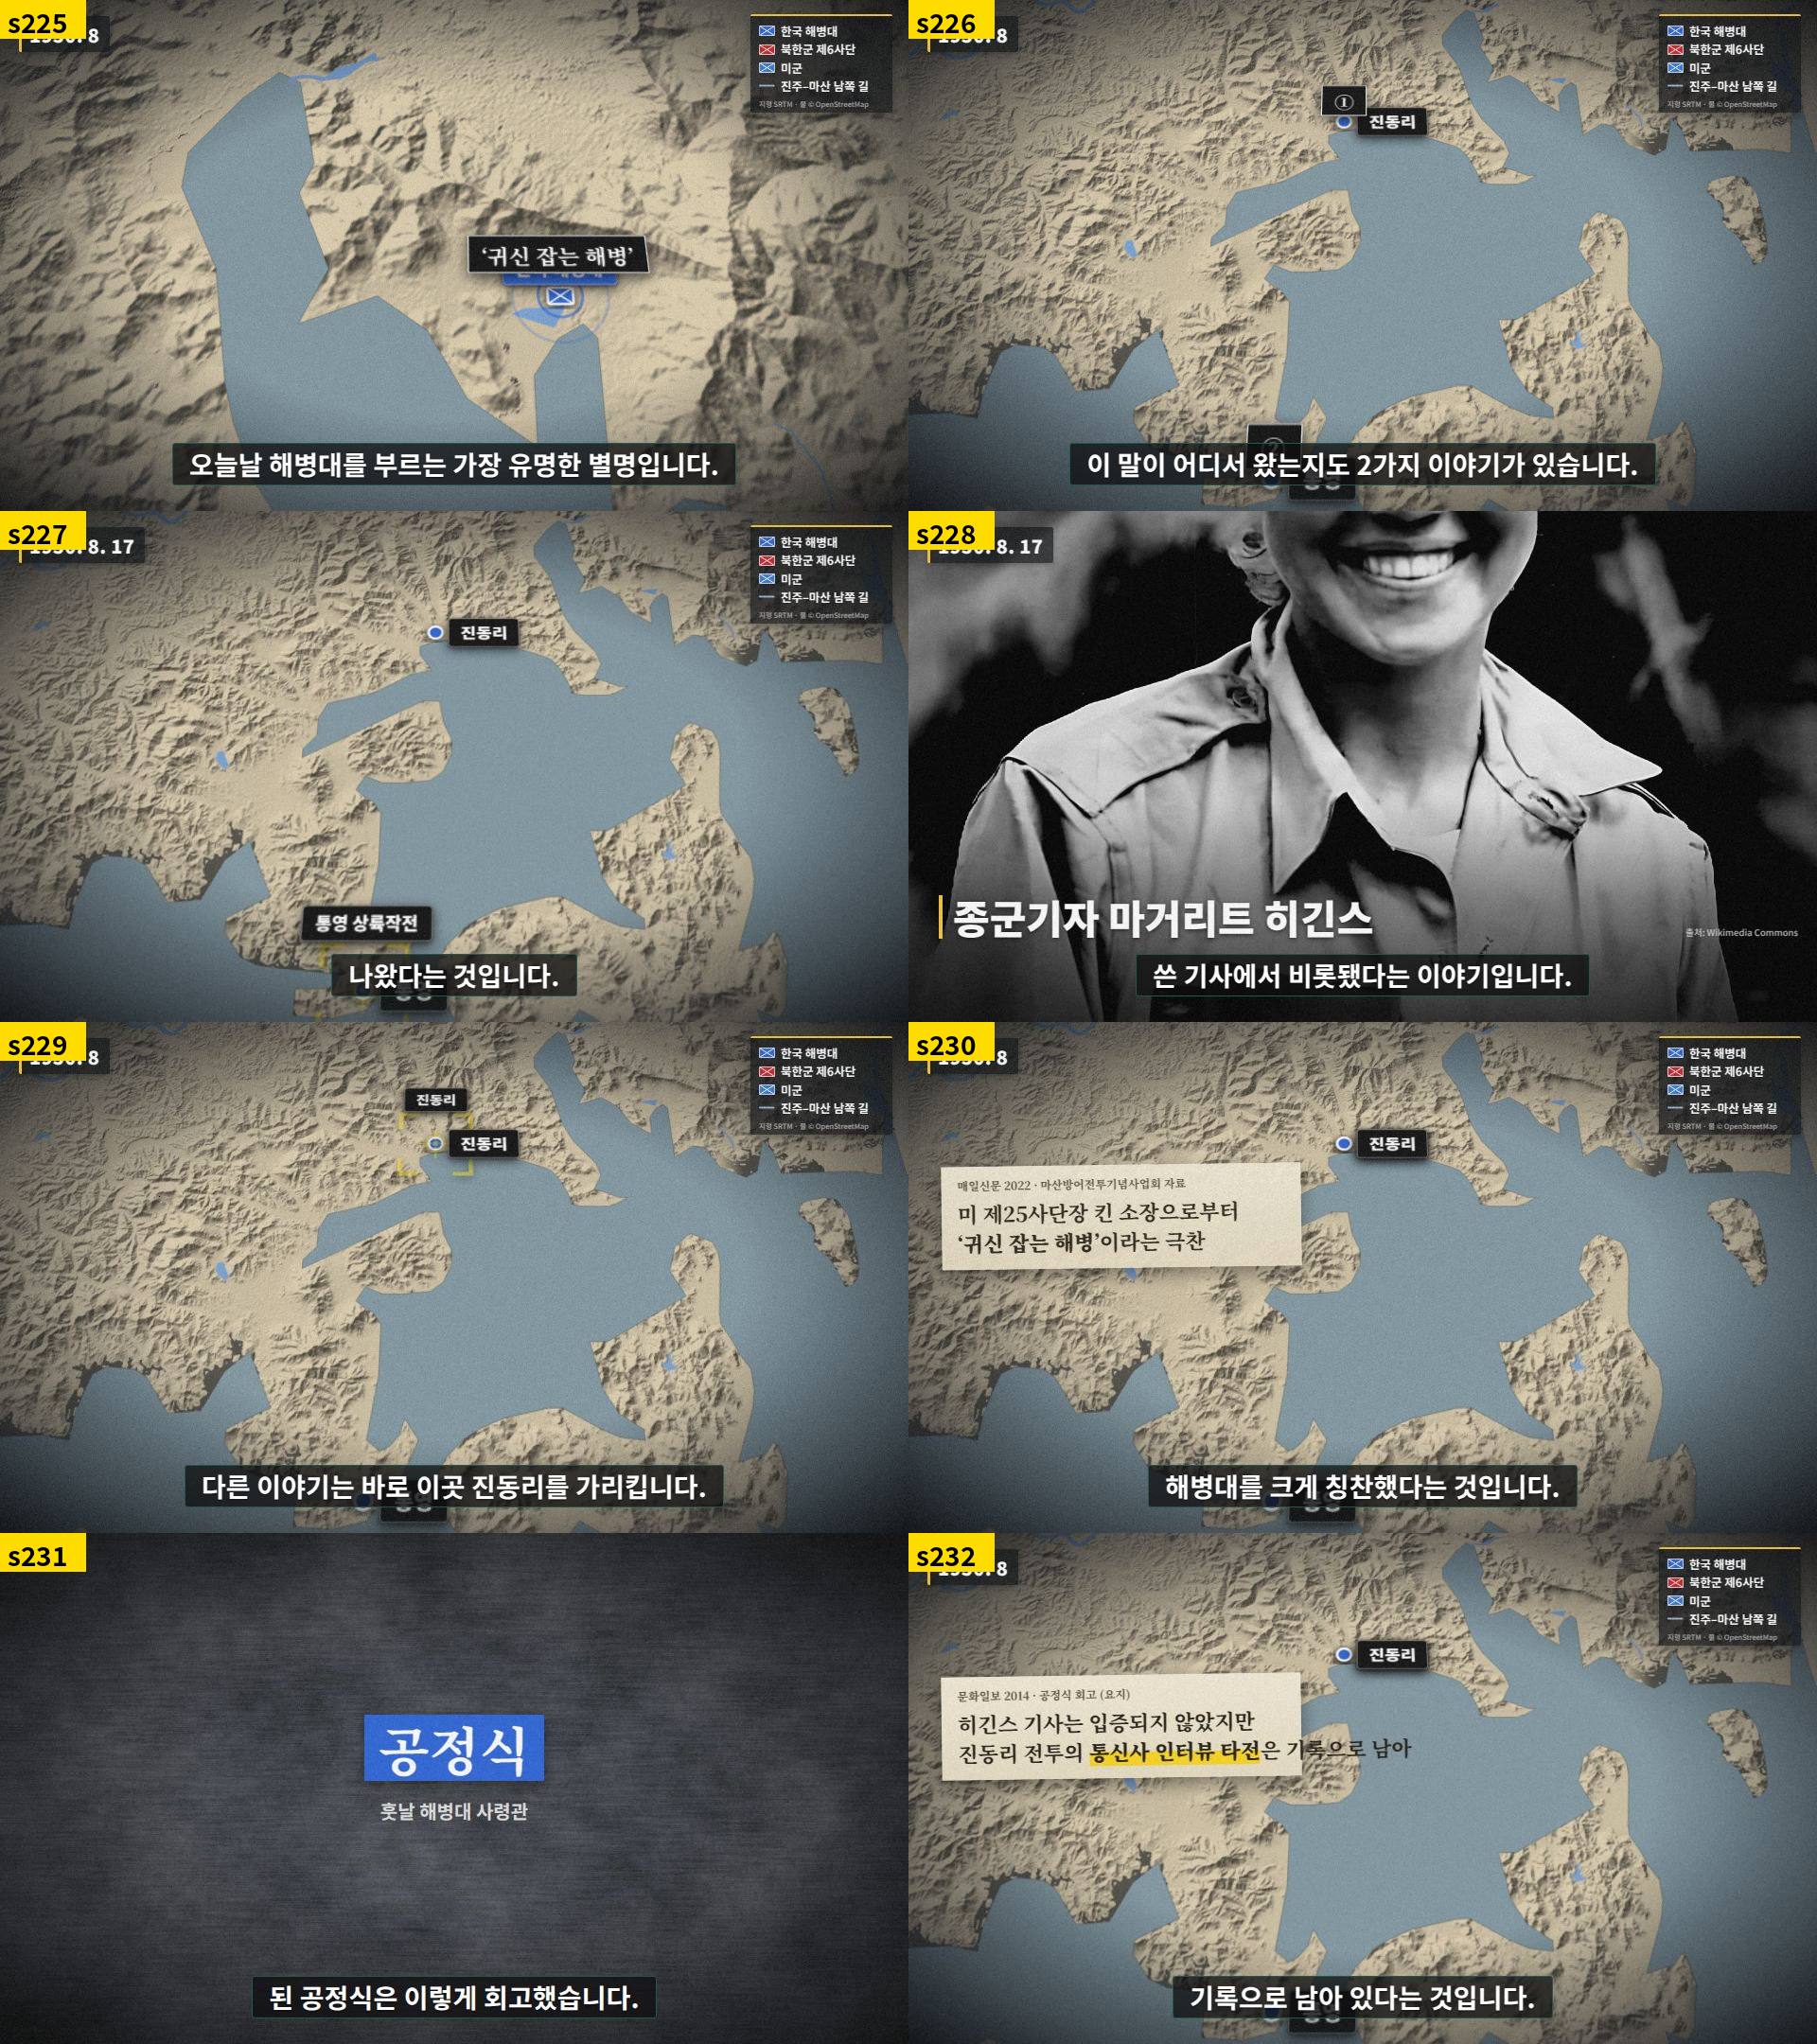 s225
8
한국 해병대
북한군 제6사단
미군
진주–마산 남쪽 길
지형 SRTM · 물 © OpenStreetMap
‘귀신 잡는 해병’
오늘날 해병대를 부르는 가장 유명한 별명입니다.
s226
8
한국 해병대
북한군 제6사단
미군
진주–마산 남쪽 길
지형 SRTM · 물 © OpenStreetMap
①
진동리
이 말이 어디서 왔는지도 2가지 이야기가 있습니다.
s227
8. 17
한국 해병대
북한군 제6사단
미군
진주–마산 남쪽 길
지형 SRTM · 물 © OpenStreetMap
진동리
통영 상륙작전
나왔다는 것입니다.
s228
8. 17
종군기자 마거리트 히긴스
출처: Wikimedia Commons
쓴 기사에서 비롯됐다는 이야기입니다.
s229
8
한국 해병대
북한군 제6사단
미군
진주–마산 남쪽 길
지형 SRTM · 물 © OpenStreetMap
진동리
진동리
다른 이야기는 바로 이곳 진동리를 가리킵니다.
s230
8
한국 해병대
북한군 제6사단
미군
진주–마산 남쪽 길
지형 SRTM · 물 © OpenStreetMap
진동리
매일신문 2022 · 마산방어전투기념사업회 자료
미 제25사단장 킨 소장으로부터
‘귀신 잡는 해병’이라는 극찬
해병대를 크게 칭찬했다는 것입니다.
s231
공정식
훗날 해병대 사령관
된 공정식은 이렇게 회고했습니다.
s232
8
한국 해병대
북한군 제6사단
미군
진주–마산 남쪽 길
지형 SRTM · 물 © OpenStreetMap
진동리
문화일보 2014 · 공정식 회고 (요지)
히긴스 기사는 입증되지 않았지만
진동리 전투의 통신사 인터뷰 타전은 기록으로 남아
기록으로 남아 있다는 것입니다.